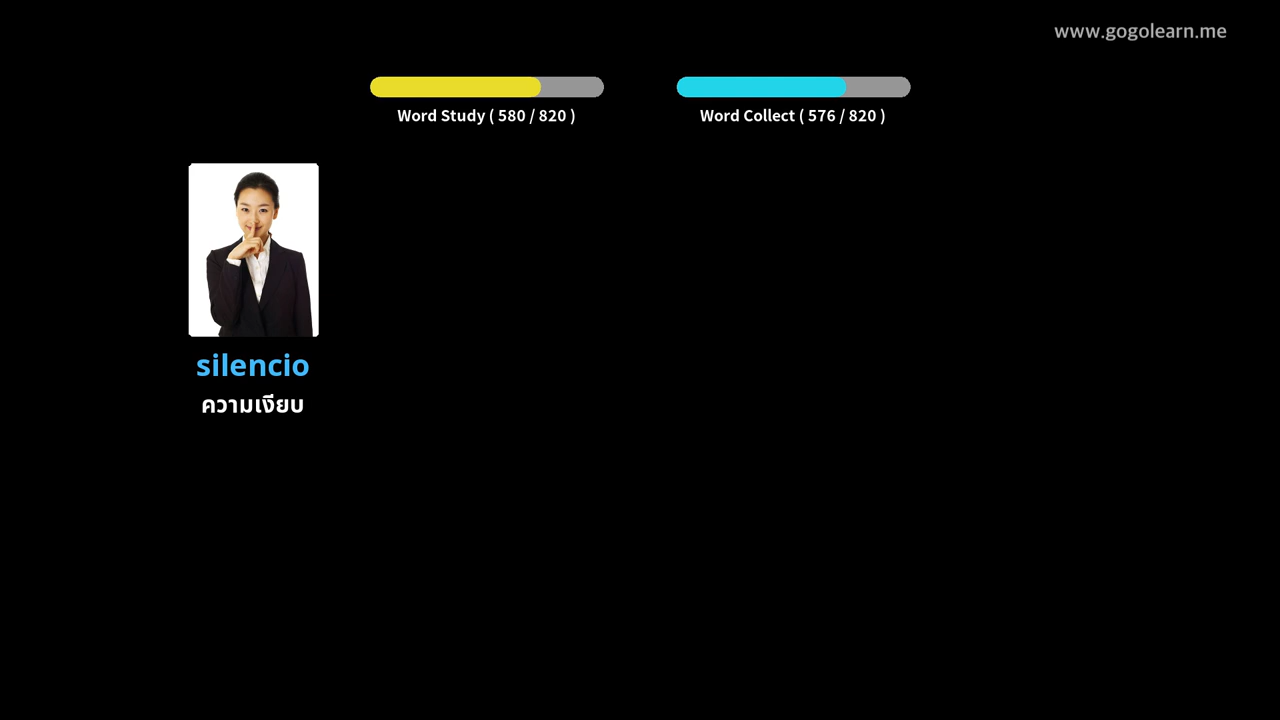 www.gogolearn.me
Word Study ( 580 / 820 )
Word Collect ( 576 / 820 )
silencio
ความเงียบ